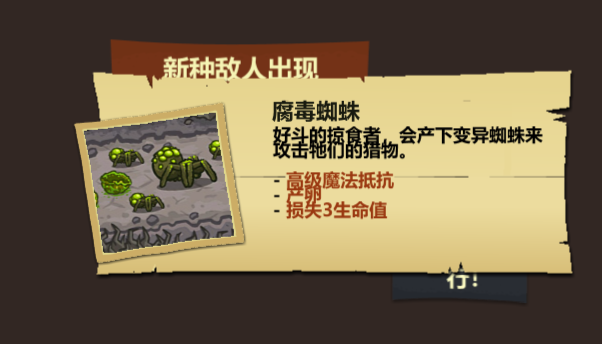 新种敌人出现
腐毒蜘蛛
好斗的掠食者，会产下变异蜘蛛来
攻击牠们的猎物。
- 高级魔法抵抗
- 产卵
- 损失3生命值
行!